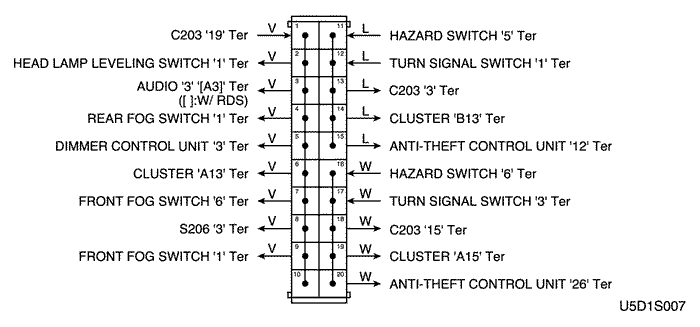 C203 '19' Ter V 1 11 L HAZARD SWITCH '5' Ter
HEAD LAMP LEVELING SWITCH '1' Ter V 2 12 L TURN SIGNAL SWITCH '1' Ter
AUDIO '3' '[A3]' Ter V 3 13 L C203 '3' Ter
([ ]:W/ RDS)
REAR FOG SWITCH '1' Ter V 4 14 L CLUSTER 'B13' Ter
DIMMER CONTROL UNIT '3' Ter V 5 15 L ANTI-THEFT CONTROL UNIT '12' Ter
CLUSTER 'A13' Ter V 6 16 W HAZARD SWITCH '6' Ter
FRONT FOG SWITCH '6' Ter V 7 17 W TURN SIGNAL SWITCH '3' Ter
S206 '3' Ter V 8 18 W C203 '15' Ter
FRONT FOG SWITCH '1' Ter V 9 19 W CLUSTER 'A15' Ter
10 20 W ANTI-THEFT CONTROL UNIT '26' Ter
U5D1S007